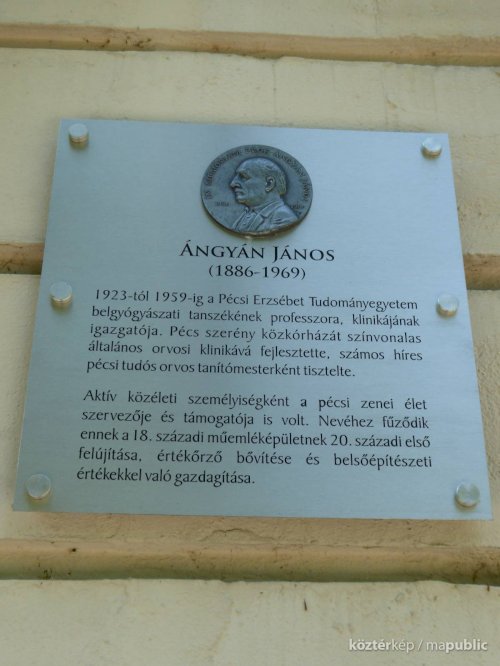 ÁNGYÁN JÁNOS
(1886-1969)
1923-tól 1959-ig a Pécsi Erzsébet Tudományegyetem
belgyógyászati tanszékének professzora, klinikájának
igazgatója. Pécs szerény közkórházát színvonalas
általános orvosi klinikává fejlesztette, számos híres
pécsi tudós orvos tanítómesterként tisztelte.
Aktív közéleti személyiségként a pécsi zenei élet
szervezője és támogatója is volt. Nevéhez fűződik
ennek a 18. századi műemléképületnek 20. századi első
felújítása, értékőrző bővítése és belsőépítészeti
értékekkel való gazdagítása.
köztérkép / mapublic